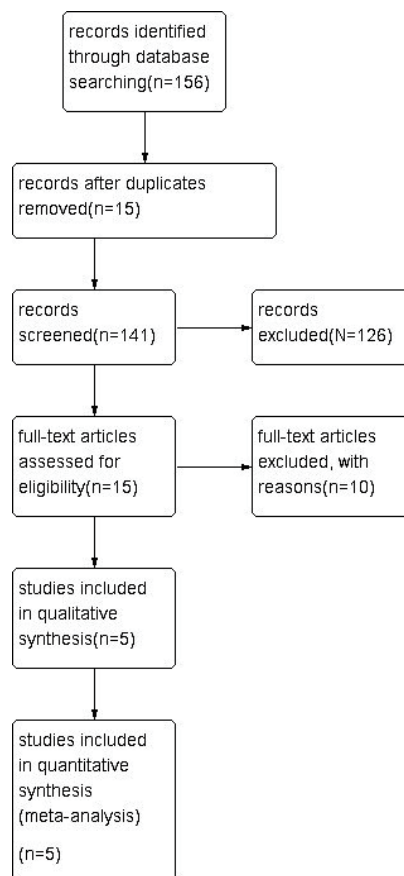 records identified
through database
searching(n=156)
records after duplicates
removed(n=15)
records
screened(n=141)
records
excluded(N=126)
full-text articles
assessed for
eligibility(n=15)
full-text articles
excluded, with
reasons(n=10)
studies included
in qualitative
synthesis(n=5)
studies included
in quantitative
synthesis
(meta-analysis)
(n=5)